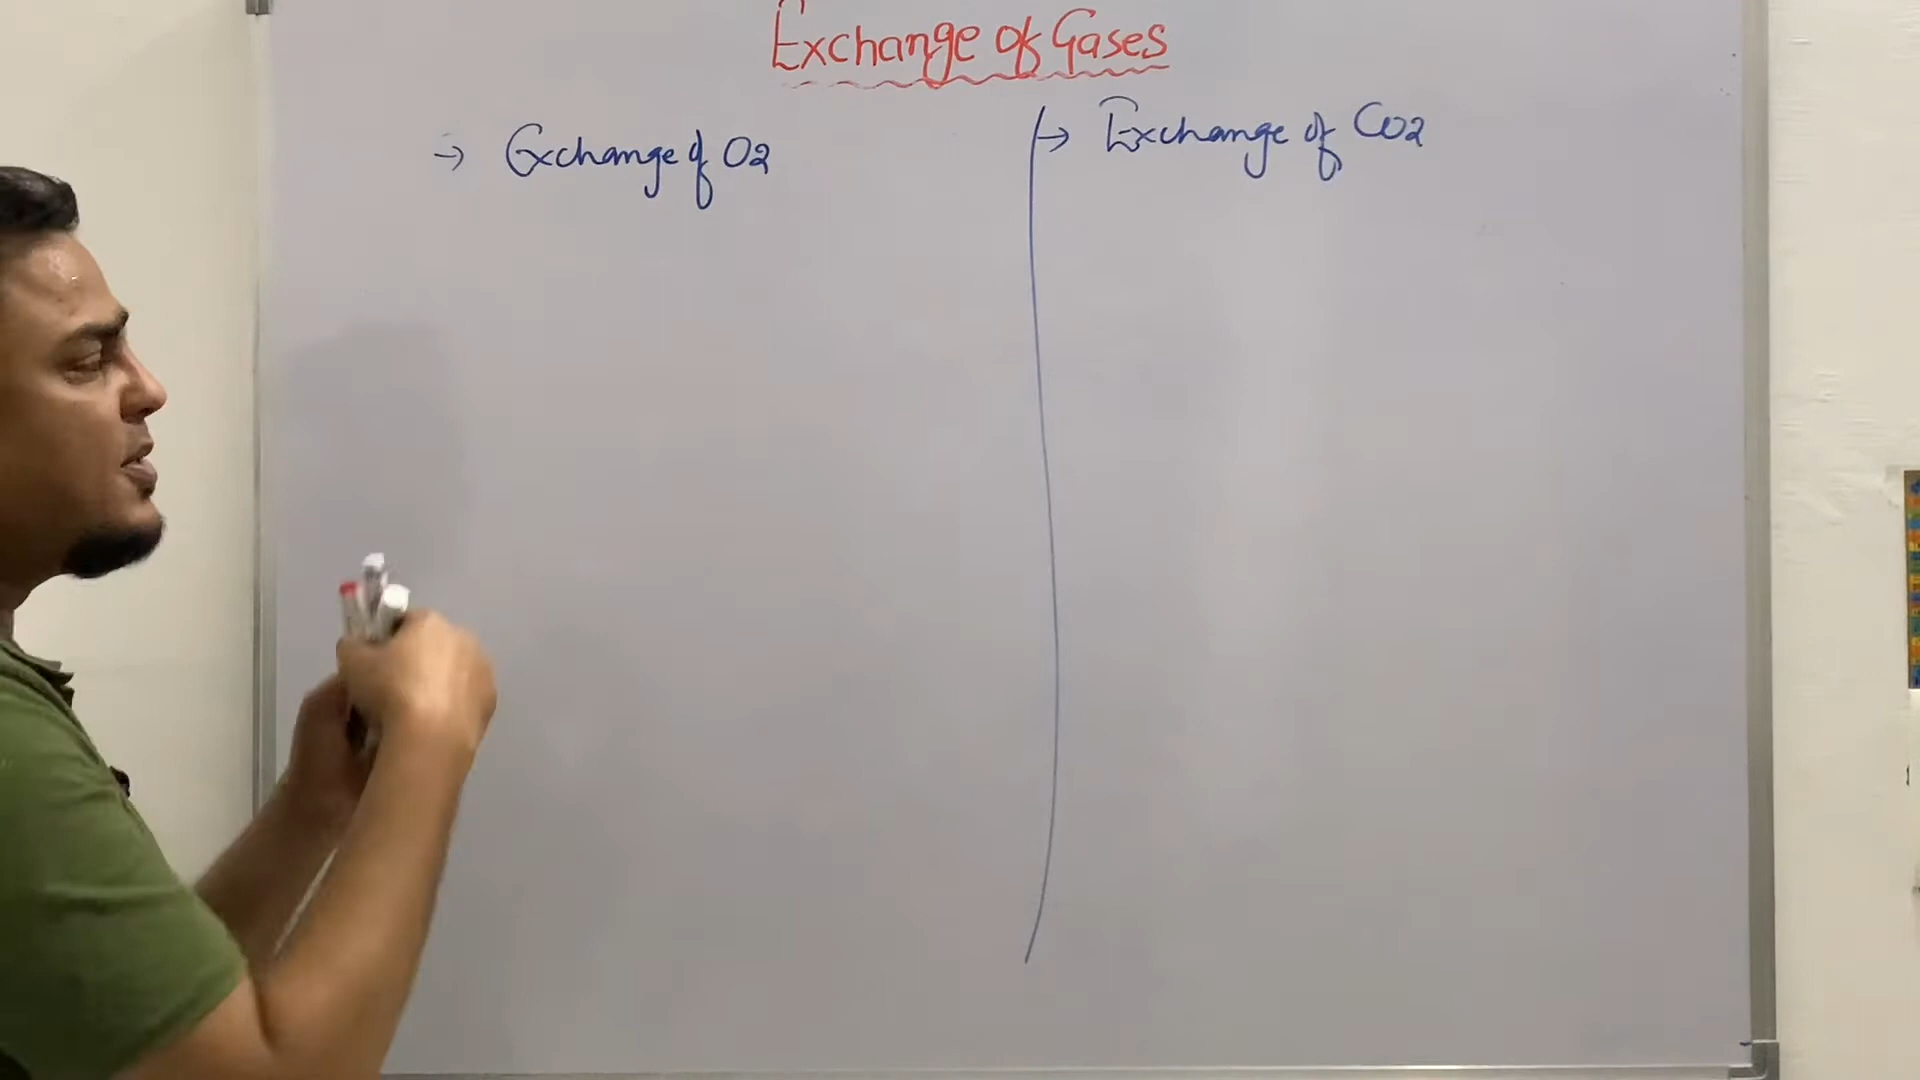 Exchange of Gases
→ Exchange of O2
→ Exchange of CO2